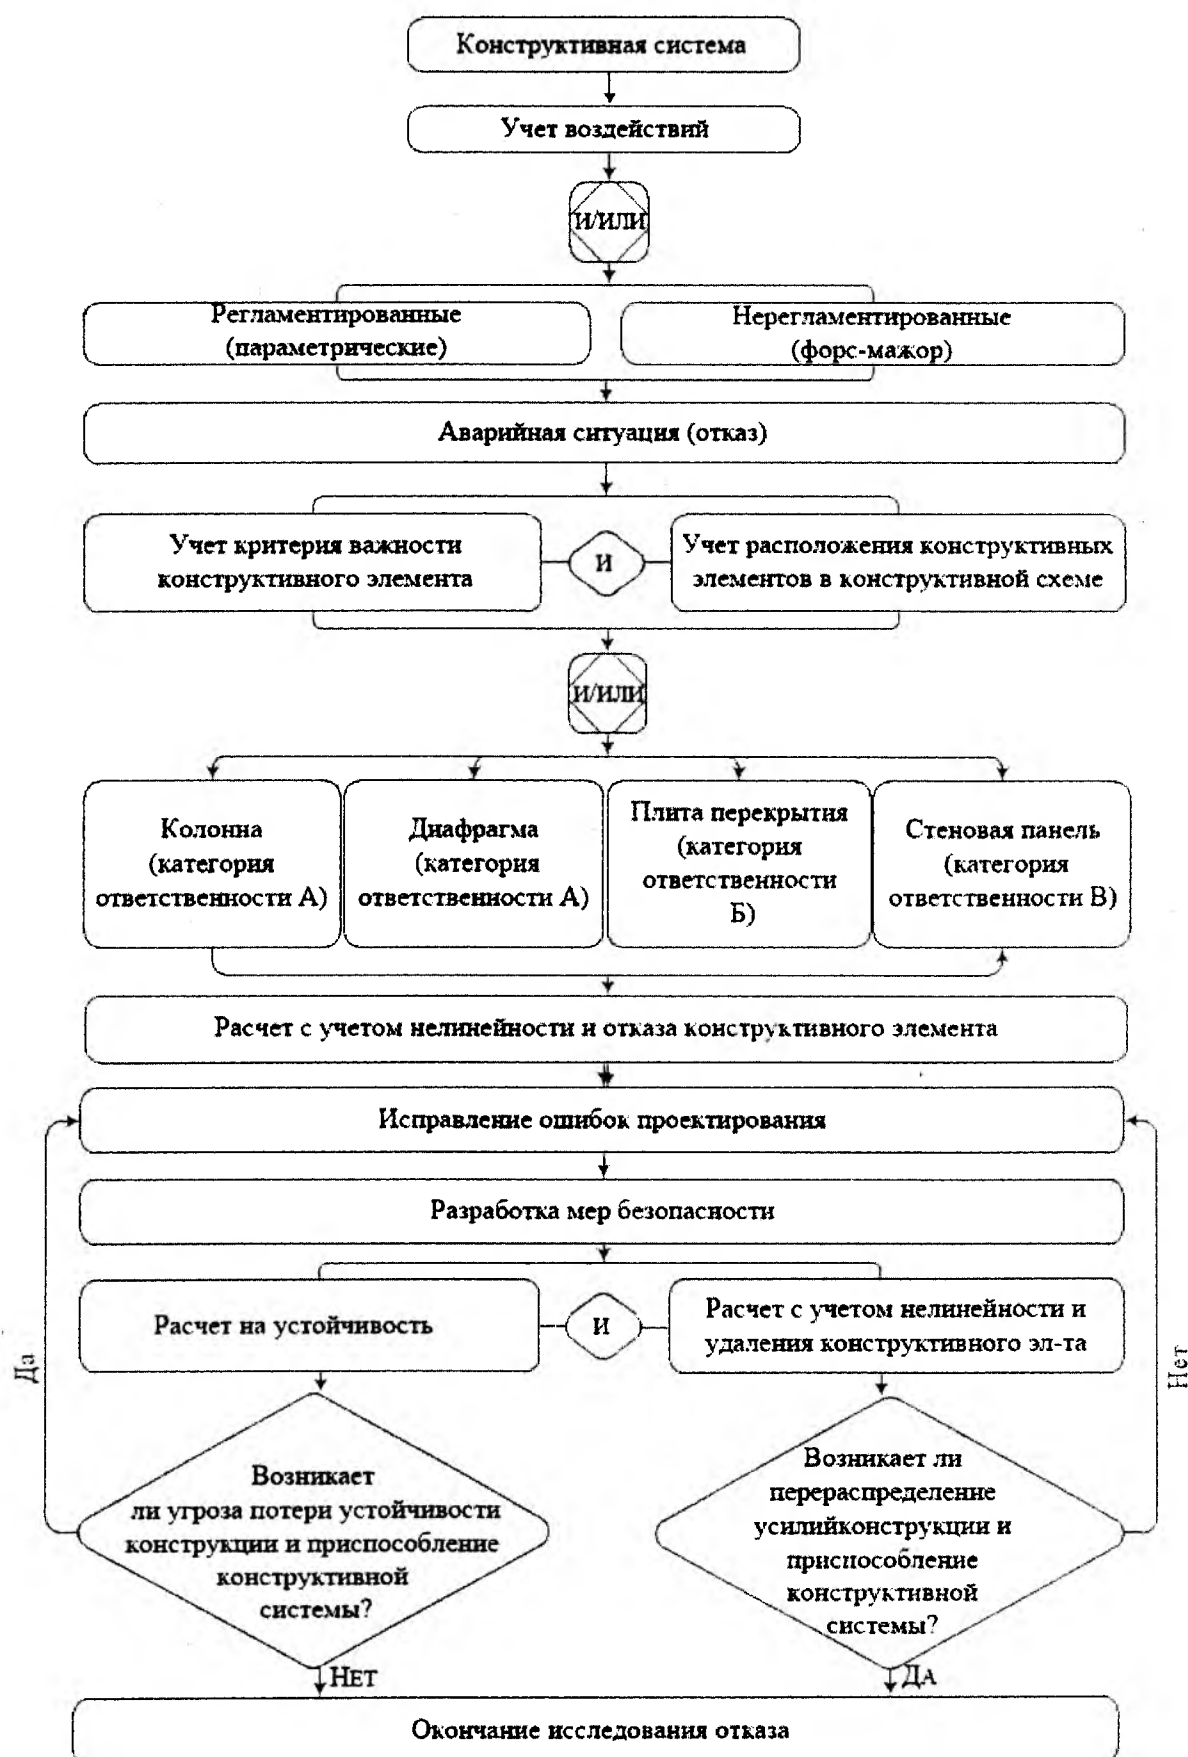 Конструктивная система
Учет воздействий
И/ИЛИ
Регламентированные
(параметрические)
Нерегламентированные
(форс-мажор)
Аварийная ситуация (отказ)
Учет критерия важности
конструктивного элемента
И
Учет расположения конструктивных
элементов в конструктивной схеме
И/ИЛИ
Колонна
(категория
ответственности А)
Диафрагма
(категория
ответственности А)
Плита перекрытия
(категория
ответственности
Б)
Стеновая панель
(категория
ответственности В)
Расчет с учетом нелинейности и отказа конструктивного элемента
Исправление ошибок проектирования
Разработка мер безопасности
Расчет на устойчивость
И
Расчет с учетом нелинейности и
удаления конструктивного эл-та
Да
Нет
Возникает
ли угроза потери устойчивости
конструкции и приспособление
конструктивной
системы?
Возникает ли
перераспределение
усилийконструкции и
приспособление
конструктивной
системы?
НЕТ
ДА
Окончание исследования отказа